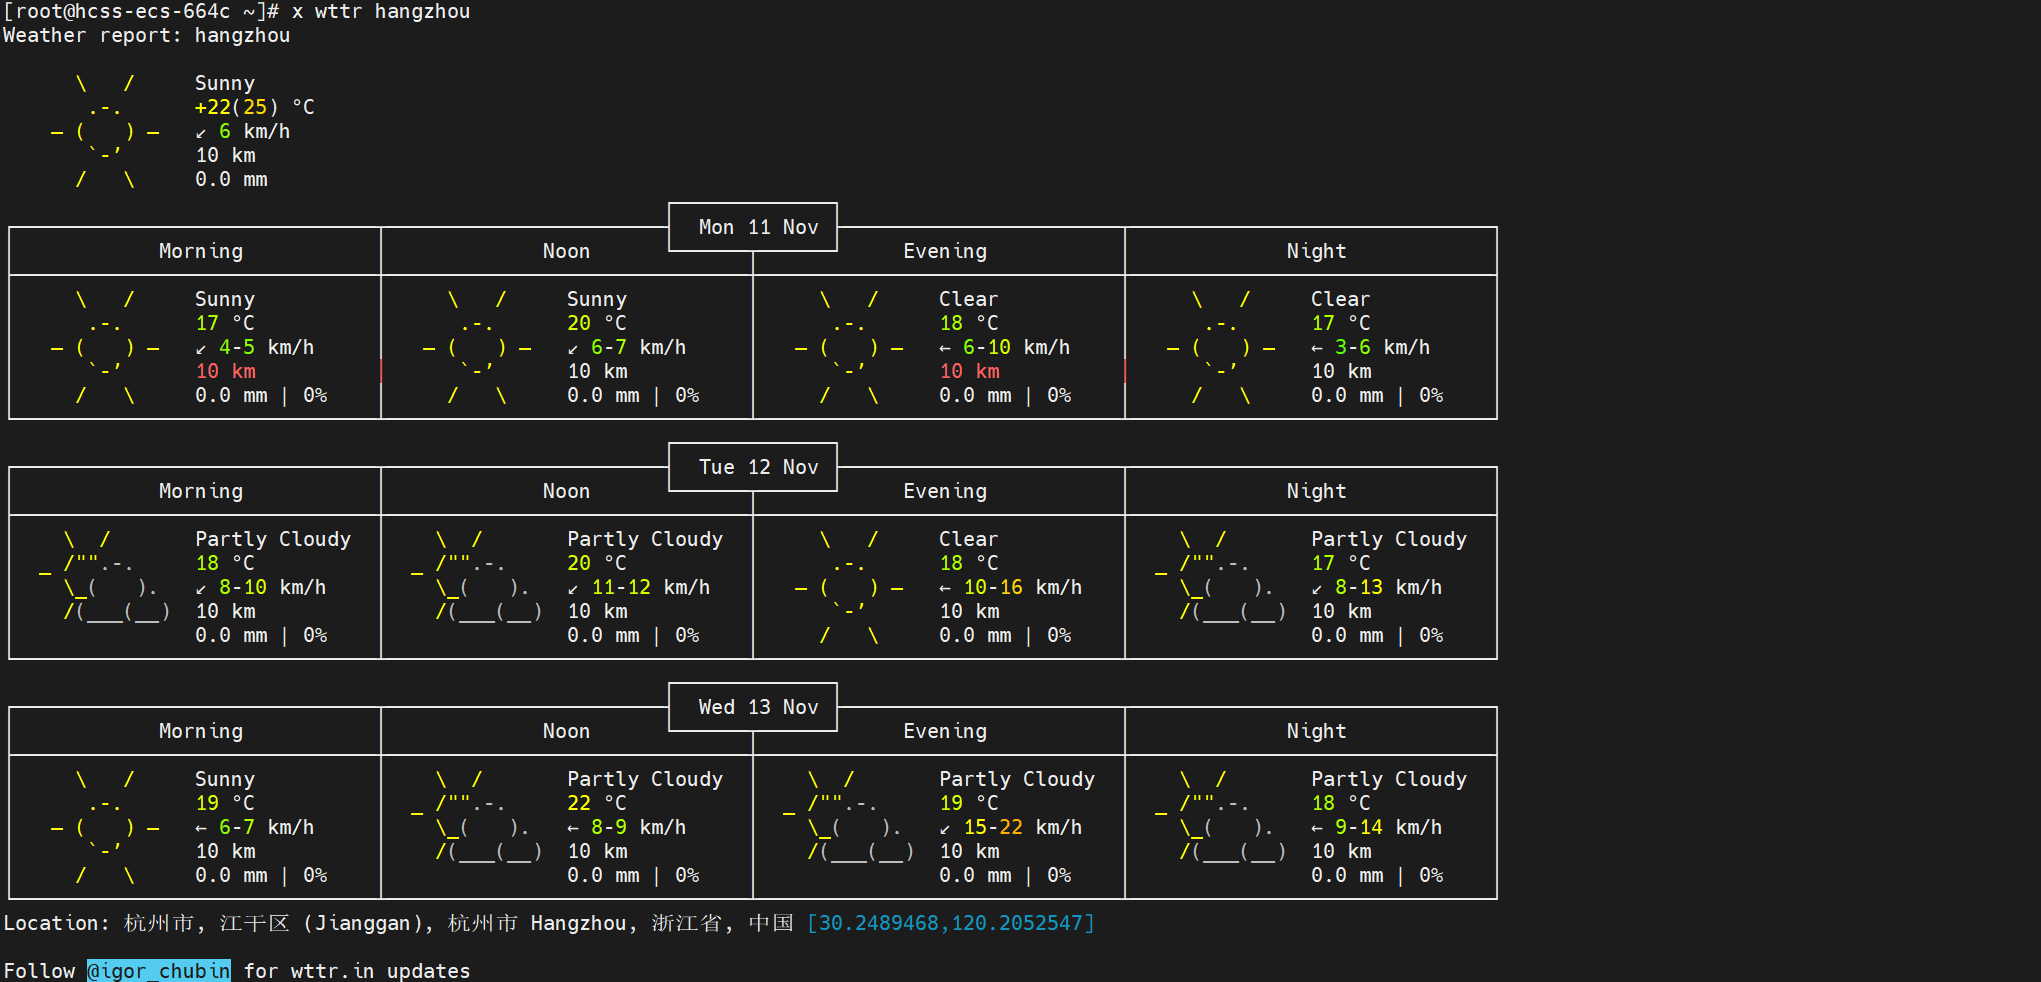 [root@hcss-ecs-664c ~]# x wttr hangzhou
Weather report: hangzhou
Sunny
+22(25) °C
↙ 6 km/h
10 km
0.0 mm
Mon 11 Nov
Morning Noon Evening Night
Sunny Sunny Clear Clear
17 °C 20 °C 18 °C 17 °C
↙ 4-5 km/h ↙ 6-7 km/h ← 6-10 km/h ← 3-6 km/h
10 km 10 km 10 km 10 km
0.0 mm | 0% 0.0 mm | 0% 0.0 mm | 0% 0.0 mm | 0%
Tue 12 Nov
Morning Noon Evening Night
Partly Cloudy Partly Cloudy Clear Partly Cloudy
18 °C 20 °C 18 °C 17 °C
↙ 8-10 km/h ↙ 11-12 km/h ← 10-16 km/h ↙ 8-13 km/h
10 km 10 km 10 km 10 km
0.0 mm | 0% 0.0 mm | 0% 0.0 mm | 0% 0.0 mm | 0%
Wed 13 Nov
Morning Noon Evening Night
Sunny Partly Cloudy Partly Cloudy Partly Cloudy
19 °C 22 °C 19 °C 18 °C
← 6-7 km/h ← 8-9 km/h ↙ 15-22 km/h ← 9-14 km/h
10 km 10 km 10 km 10 km
0.0 mm | 0% 0.0 mm | 0% 0.0 mm | 0% 0.0 mm | 0%
Location: 杭州市, 江干区 (Jianggan), 杭州市 Hangzhou, 浙江省, 中国 [30.2489468,120.2052547]
Follow @igor_chubin for wttr.in updates